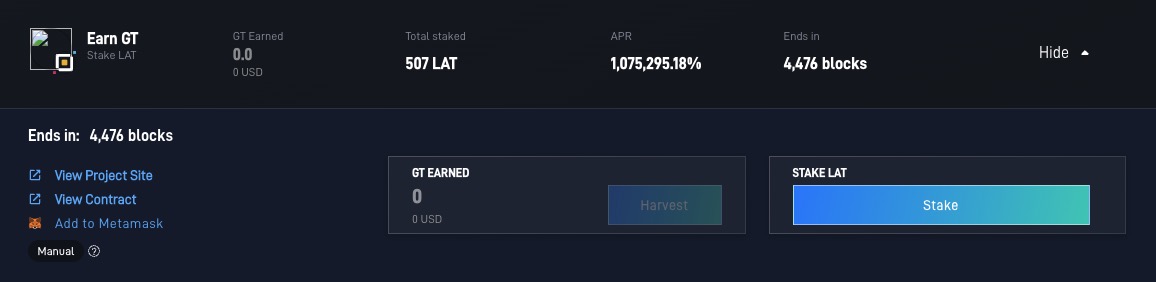 Earn GT
Stake LAT
GT Earned
0.0
0 USD
Total staked
507 LAT
APR
1,075,295.18%
Ends in
4,476 blocks
Hide
Ends in: 4,476 blocks
View Project Site
View Contract
Add to Metamask
Manual
GT EARNED
0
0 USD
Harvest
STAKE LAT
Stake